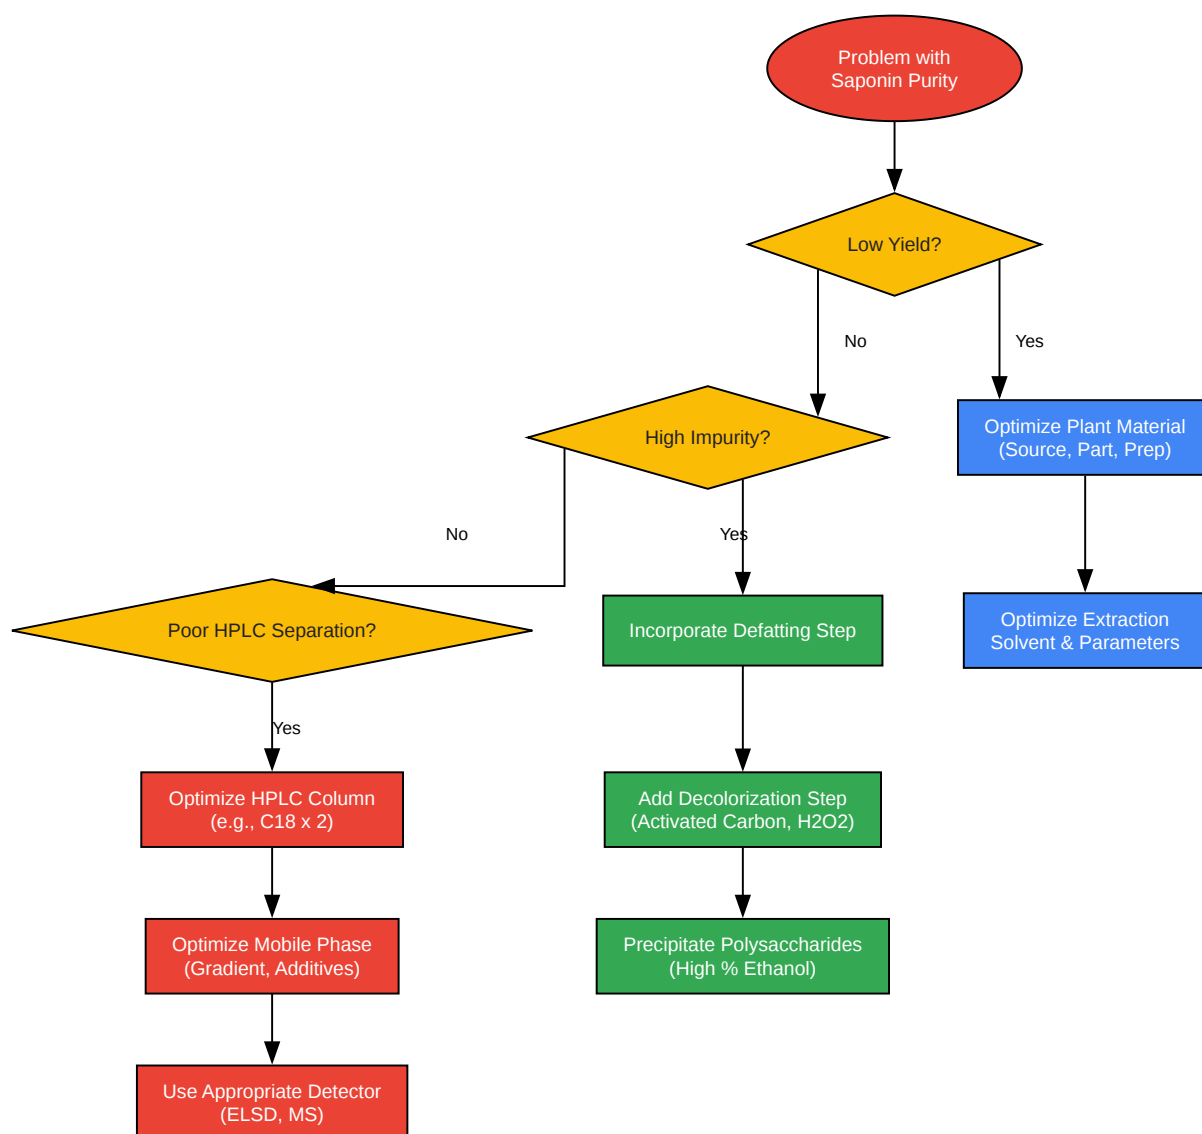 Problem with
Saponin Purity
Low Yield?
No
Yes
High Impurity?
Optimize Plant Material
(Source, Part, Prep)
No
Yes
Poor HPLC Separation?
Incorporate Defatting Step
Optimize Extraction
Solvent & Parameters
Yes
Optimize HPLC Column
(e.g., C18 x 2)
Add Decolorization Step
(Activated Carbon, H2O2)
Optimize Mobile Phase
(Gradient, Additives)
Precipitate Polysaccharides
(High % Ethanol)
Use Appropriate Detector
(ELSD, MS)